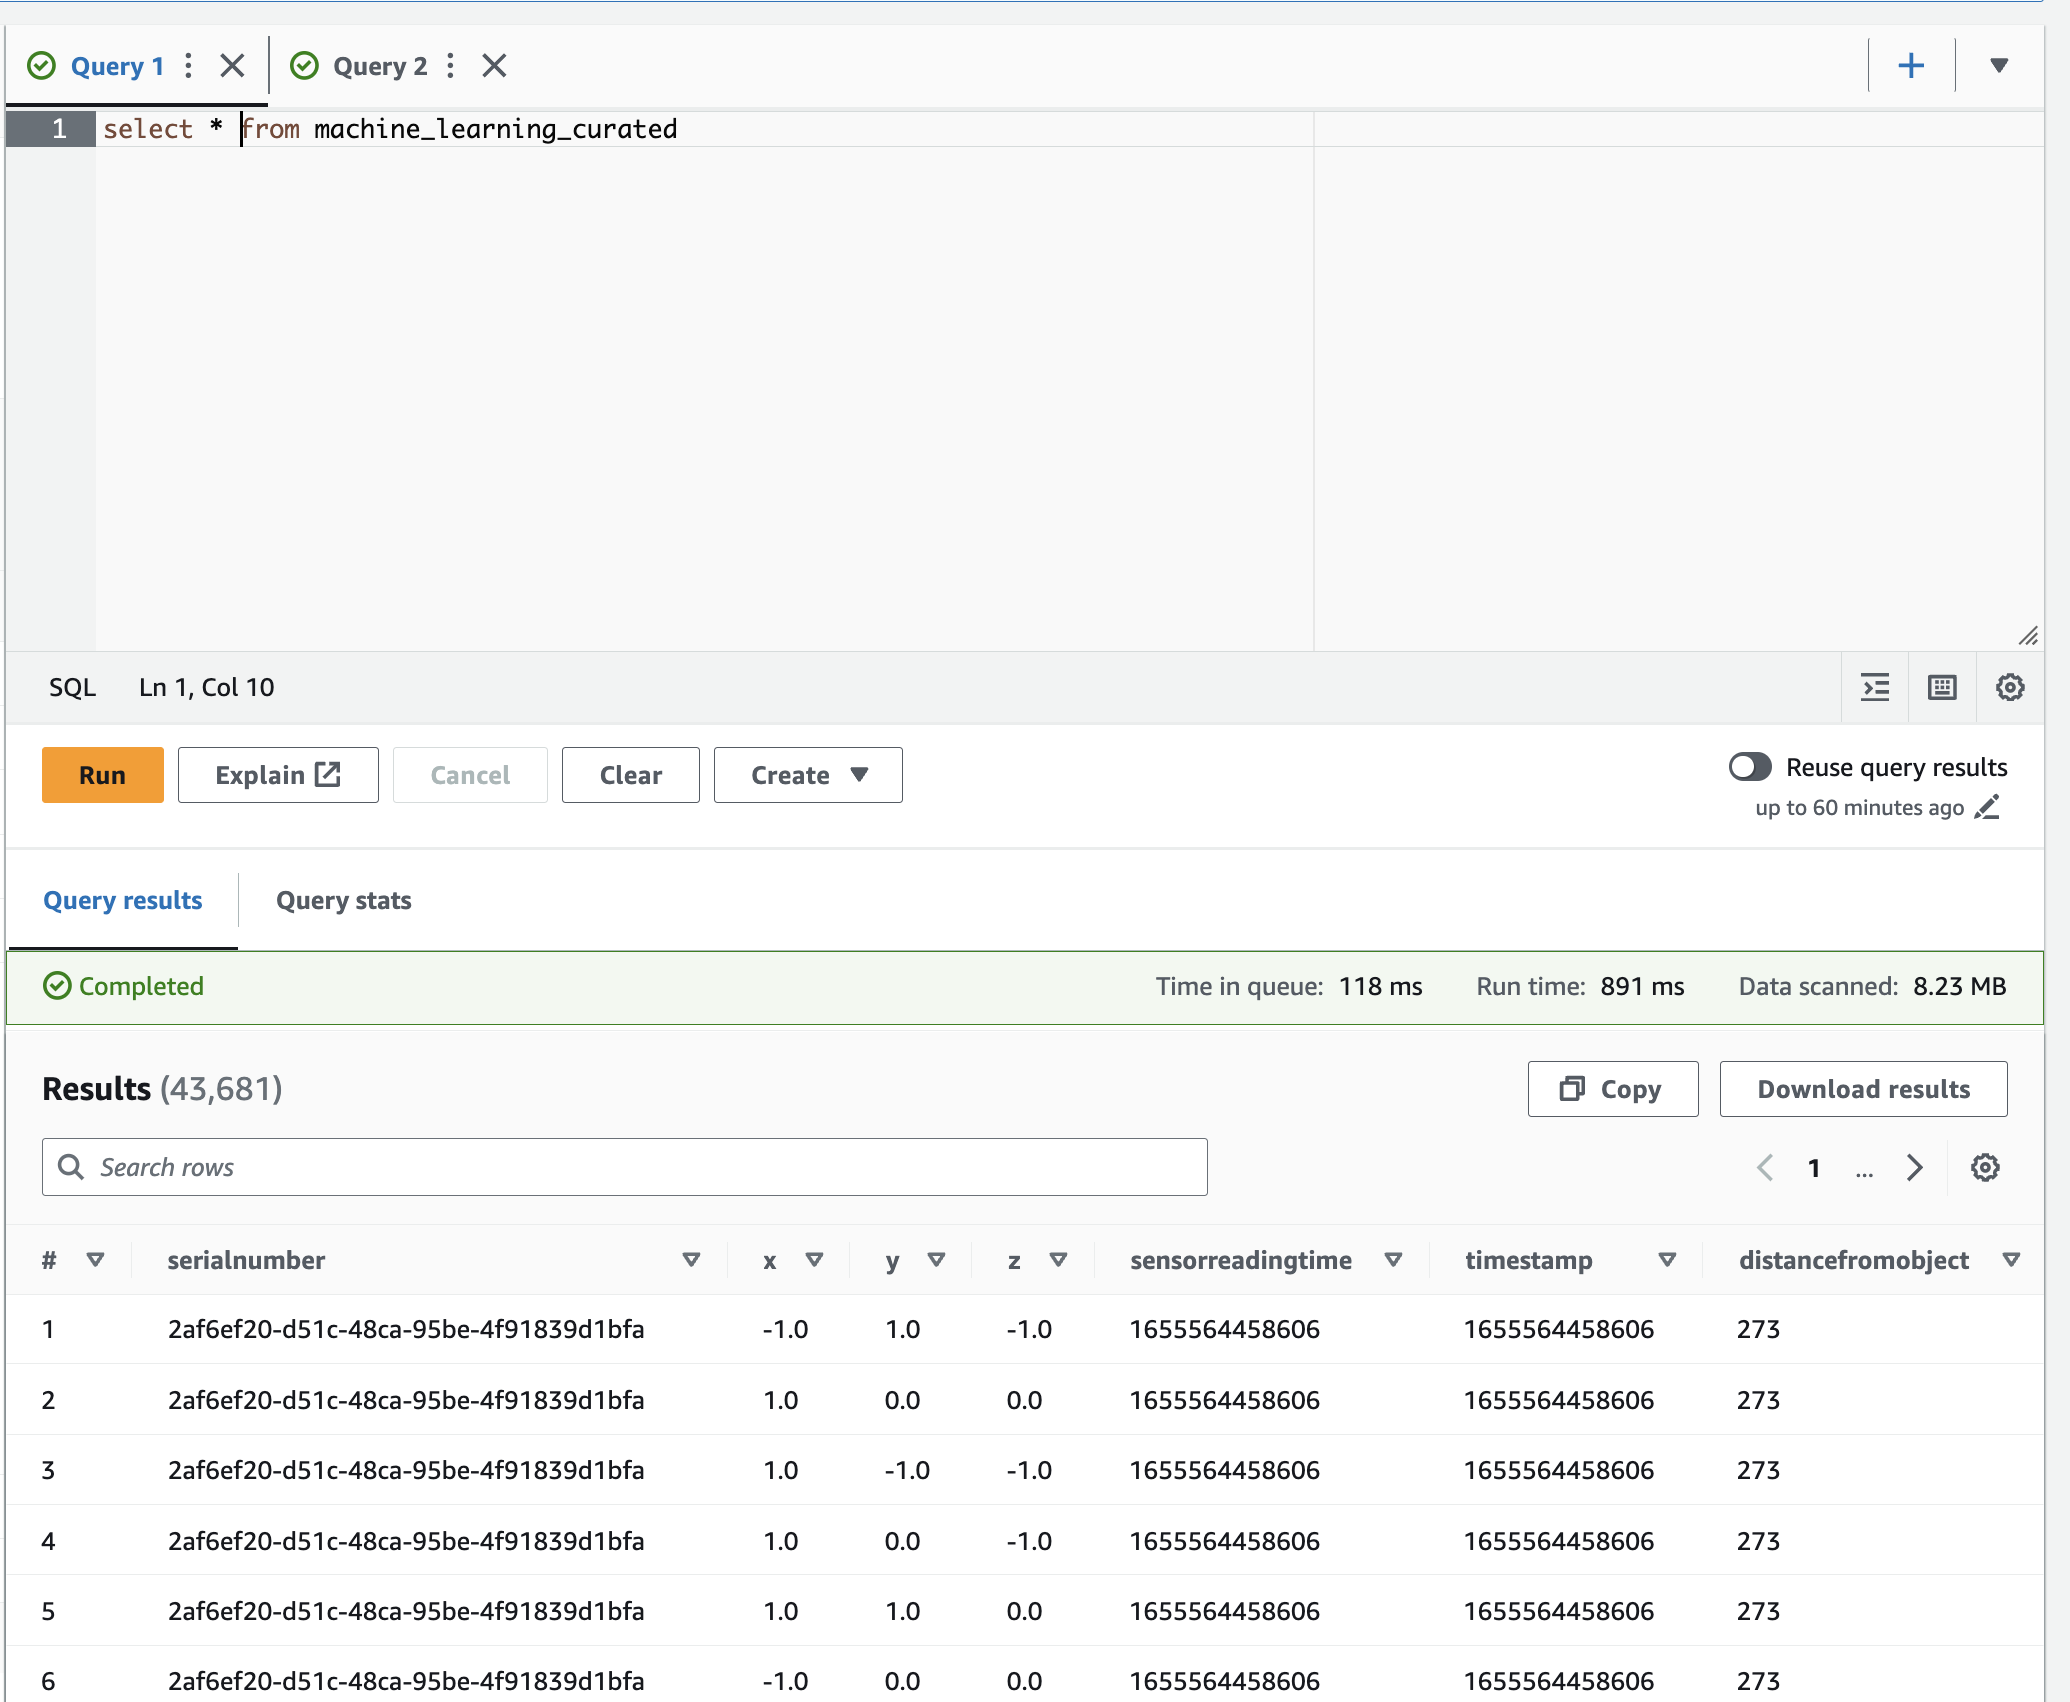 Query 1 Query 2
1 select * from machine_learning_curated
SQL Ln 1, Col 10
Run Explain Cancel Clear Create Reuse query results
up to 60 minutes ago
Query results Query stats
Completed Time in queue: 118 ms Run time: 891 ms Data scanned: 8.23 MB
Results (43,681) Copy Download results
Search rows 1 ...
# serialnumber x y z sensorreadingtime timestamp distancefromobject
1 2af6ef20-d51c-48ca-95be-4f91839d1bfa -1.0 1.0 -1.0 1655564458606 1655564458606 273
2 2af6ef20-d51c-48ca-95be-4f91839d1bfa 1.0 0.0 0.0 1655564458606 1655564458606 273
3 2af6ef20-d51c-48ca-95be-4f91839d1bfa 1.0 -1.0 -1.0 1655564458606 1655564458606 273
4 2af6ef20-d51c-48ca-95be-4f91839d1bfa 1.0 0.0 -1.0 1655564458606 1655564458606 273
5 2af6ef20-d51c-48ca-95be-4f91839d1bfa 1.0 1.0 0.0 1655564458606 1655564458606 273
6 2af6ef20-d51c-48ca-95be-4f91839d1bfa -1.0 0.0 0.0 1655564458606 1655564458606 273